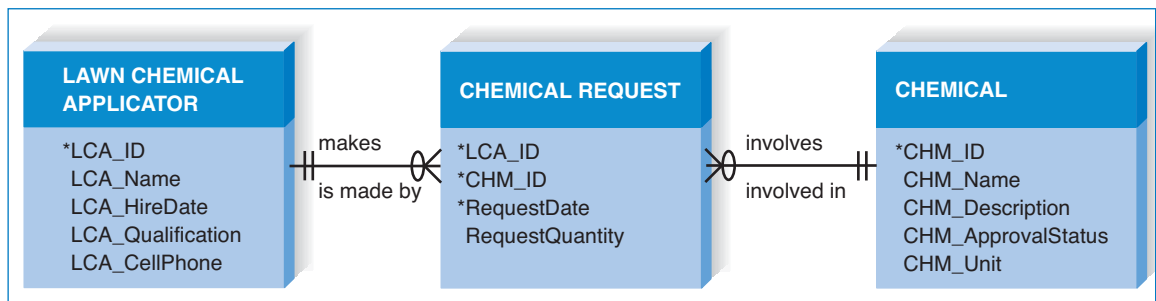 LAWN CHEMICAL
APPLICATOR
*LCA_ID
LCA_Name
LCA_HireDate
LCA_Qualification
LCA_CellPhone
makes
is made by
CHEMICAL REQUEST
*LCA_ID
*CHM_ID
*RequestDate
RequestQuantity
involves
involved in
CHEMICAL
*CHM_ID
CHM_Name
CHM_Description
CHM_ApprovalStatus
CHM_Unit